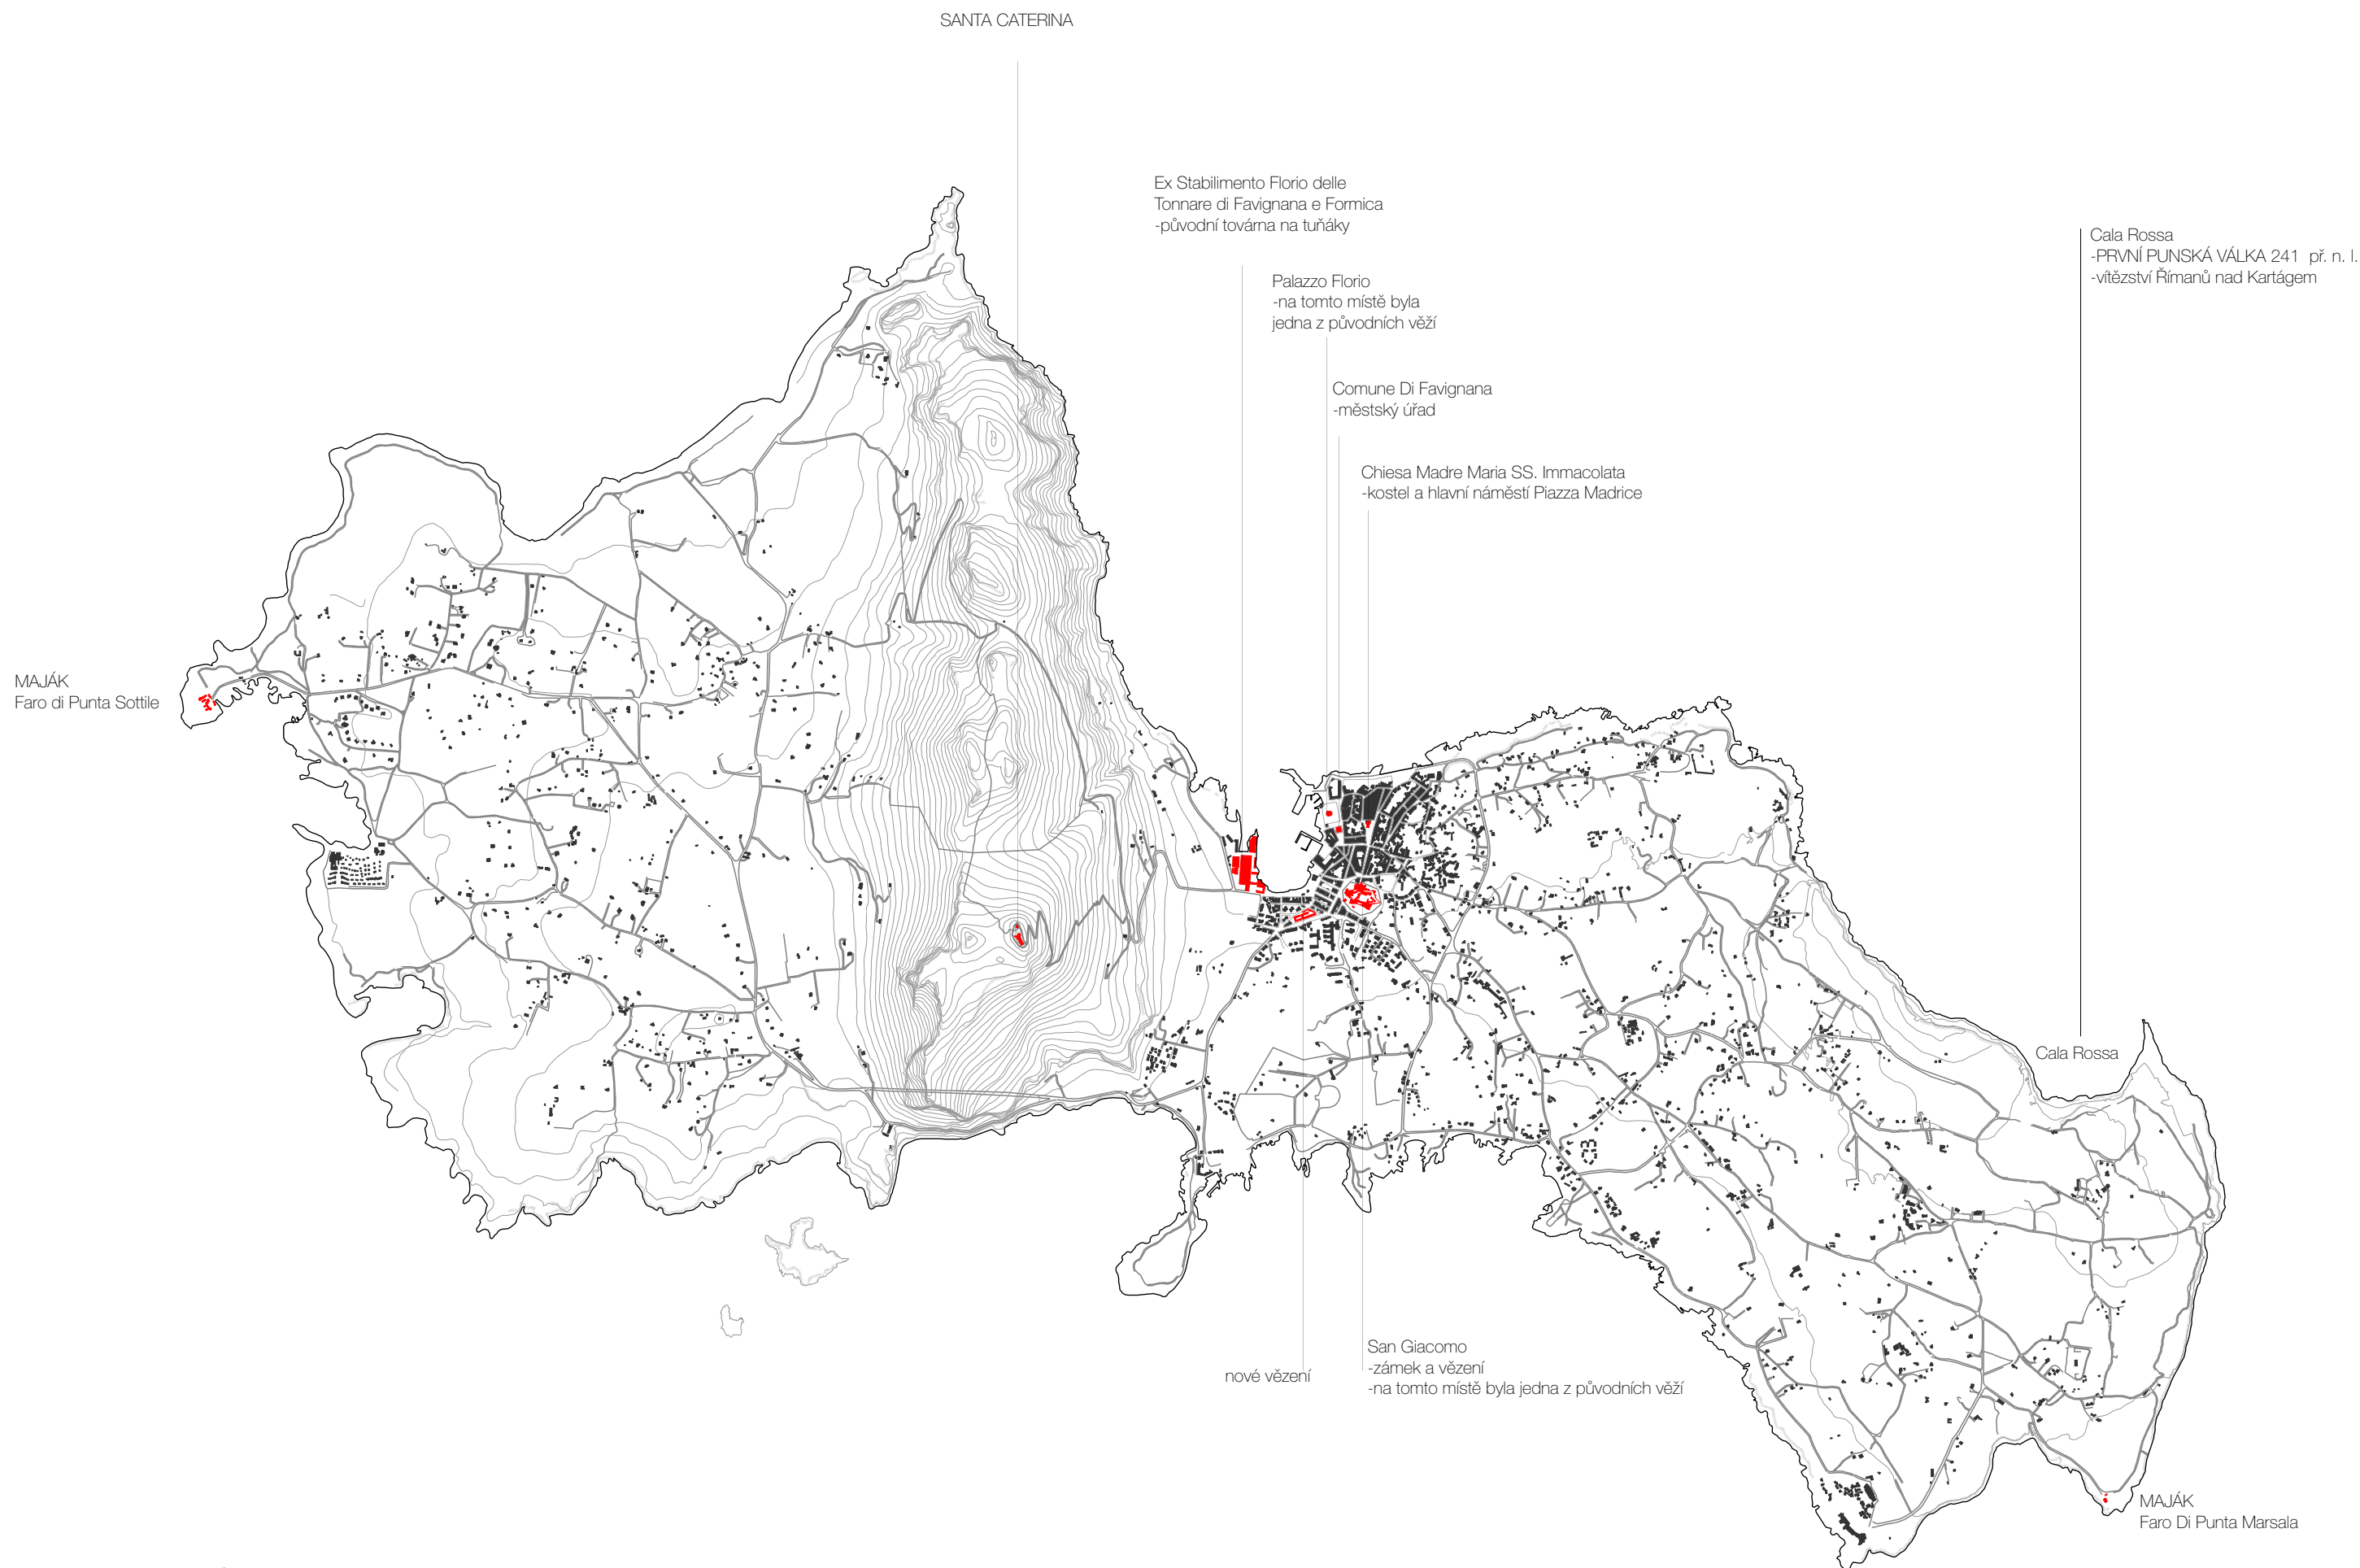 SANTA CATERINA
Ex Stabilimento Florio delle
Tonnare di Favignana e Formica
-původní továrna na tuňáky
Cala Rossa
-PRVNÍ PUNSKÁ VÁLKA 241 př. n. l.
-vítězství Římanů nad Kartágem
Palazzo Florio
-na tomto místě byla
jedna z původních věží
Comune Di Favignana
-městský úřad
Chiesa Madre Maria SS. Immacolata
-kostel a hlavní náměstí Piazza Madrice
MAJÁK
Faro di Punta Sottile
Cala Rossa
San Giacomo
-zámek a vězení
-na tomto místě byla jedna z původních věží
nové vězení
MAJÁK
Faro Di Punta Marsala